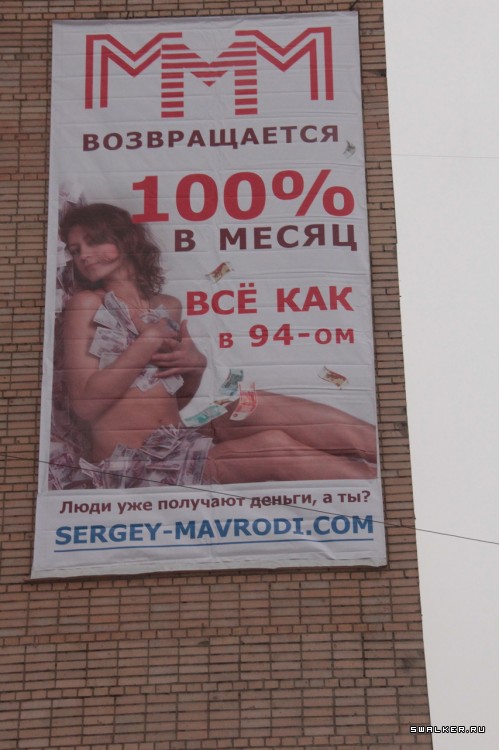 МММ
ВОЗВРАЩАЕТСЯ
100%
В МЕСЯЦ
ВСЁ КАК
в 94-ом
Люди уже получают деньги, а ты?
SERGEY-MAVRODI.COM
SWALKER.RU